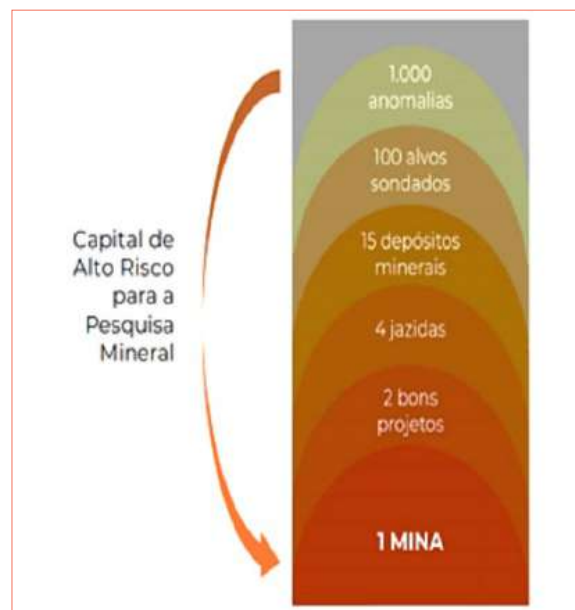 1.000
anomalias
100 alvos
sondados
15 depósitos
minerais
4 jazidas
2 bons
projetos
1 MINA
Capital de
Alto Risco
para a
Pesquisa
Mineral